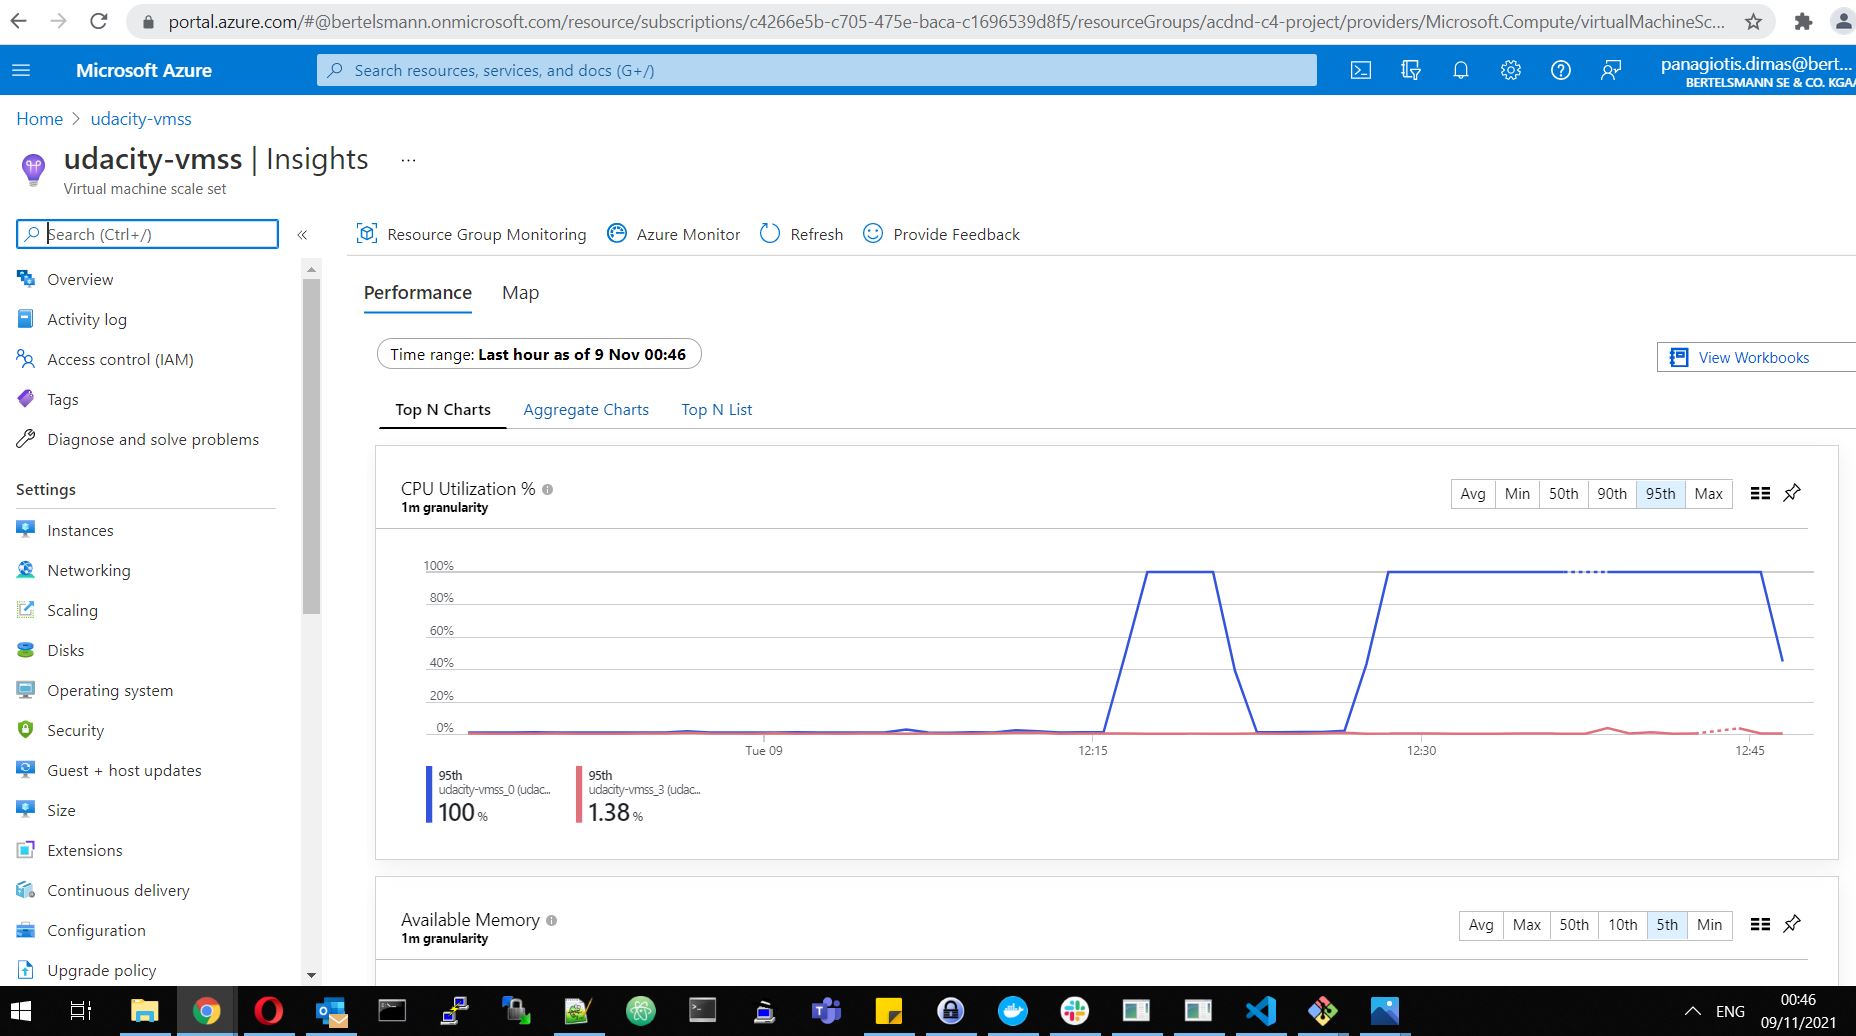 portal.azure.com/#@bertelsmann.onmicrosoft.com/resource/subscriptions/c4266e5b-c705-475e-baca-c1696539d8f5/resourceGroups/acdnd-c4-project/providers/Microsoft.Compute/virtualMachineSc...
Microsoft Azure
Search resources, services, and docs (G+/)
panagiotis.dimas@bert...
BERTELSMANN SE & CO. KGAA
Home > udacity-vmss
udacity-vmss | Insights ...
Virtual machine scale set
Search (Ctrl+/)
«
Resource Group Monitoring
Azure Monitor
Refresh
Provide Feedback
Overview
Activity log
Access control (IAM)
Tags
Diagnose and solve problems
Settings
Instances
Networking
Scaling
Disks
Operating system
Security
Guest + host updates
Size
Extensions
Continuous delivery
Configuration
Upgrade policy
Performance
Map
Time range: Last hour as of 9 Nov 00:46
View Workbooks
Top N Charts
Aggregate Charts
Top N List
CPU Utilization %
1m granularity
Avg Min 50th 90th 95th Max
100%
80%
60%
40%
20%
0%
Tue 09 12:15 12:30 12:45
95th
udacity-vmss_0 (udac...
100 %
95th
udacity-vmss_3 (udac...
1.38 %
Available Memory
1m granularity
Avg Max 50th 10th 5th Min
ENG
00:46
09/11/2021